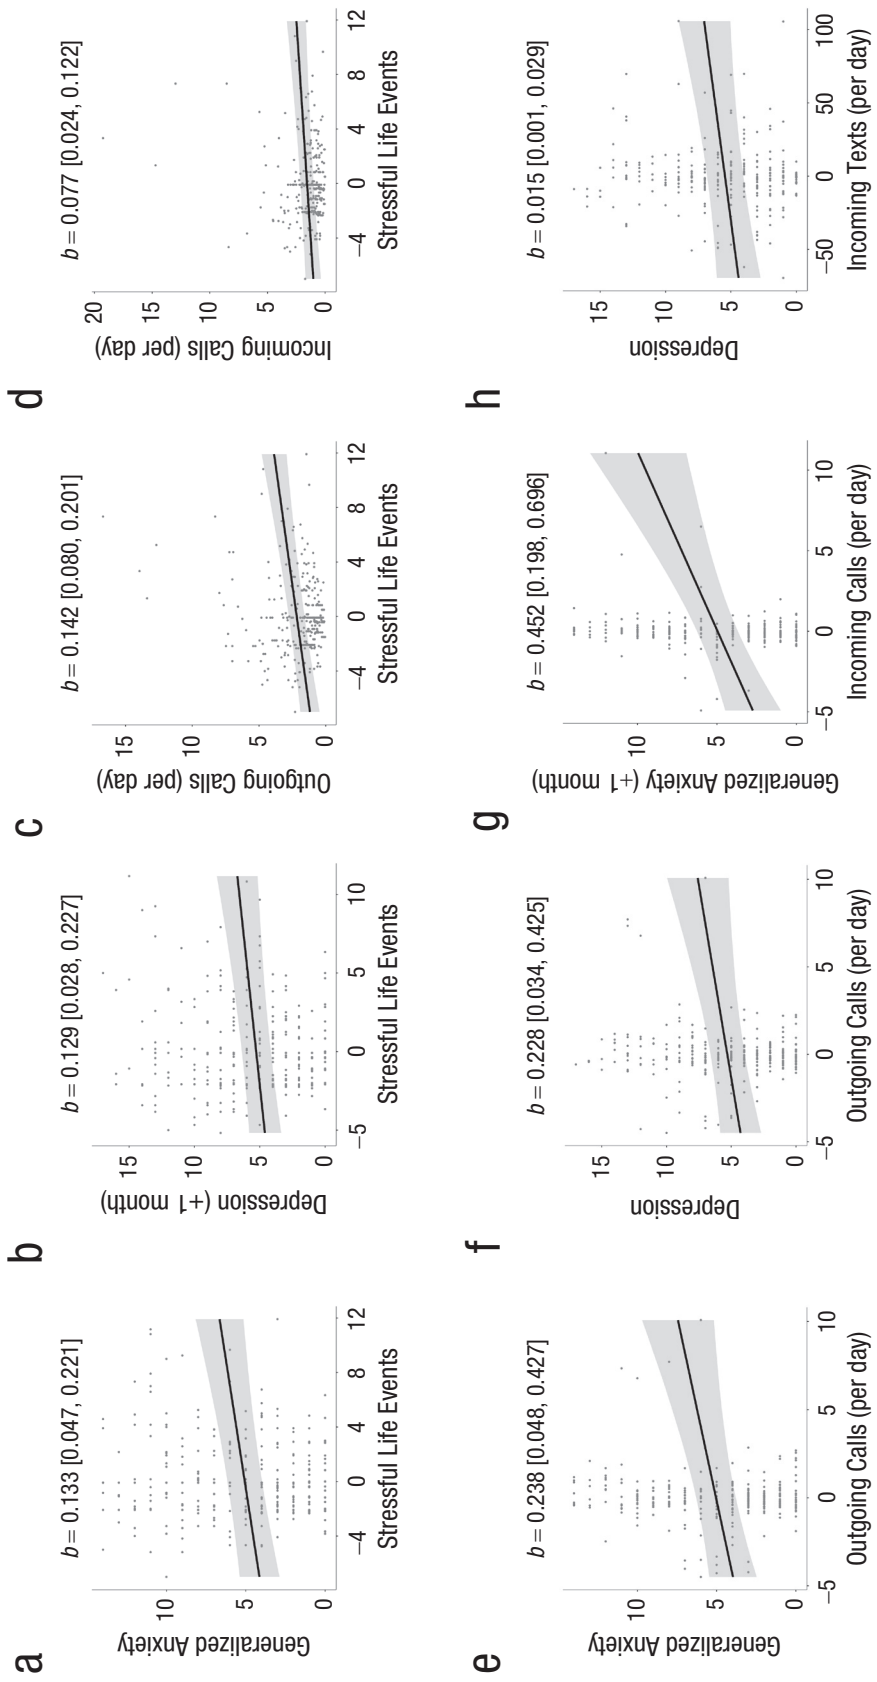 a
b = 0.133 [0.047, 0.221]
10
5
0
Generalized Anxiety
−4 0 4 8 12
Stressful Life Events
b
b = 0.129 [0.028, 0.227]
15
10
5
0
Depression (+1 month)
−5 0 5 10
Stressful Life Events
c
b = 0.142 [0.080, 0.201]
15
10
5
0
Outgoing Calls (per day)
−4 0 4 8 12
Stressful Life Events
d
b = 0.077 [0.024, 0.122]
20
15
10
5
0
Incoming Calls (per day)
−4 0 4 8 12
Stressful Life Events
e
b = 0.238 [0.048, 0.427]
10
5
0
Generalized Anxiety
−5 0 5 10
Outgoing Calls (per day)
f
b = 0.228 [0.034, 0.425]
15
10
5
0
Depression
−5 0 5 10
Outgoing Calls (per day)
g
b = 0.452 [0.198, 0.696]
10
5
0
Generalized Anxiety (+1 month)
−5 0 5 10
Incoming Calls (per day)
h
b = 0.015 [0.001, 0.029]
15
10
5
0
Depression
−50 0 50 100
Incoming Texts (per day)